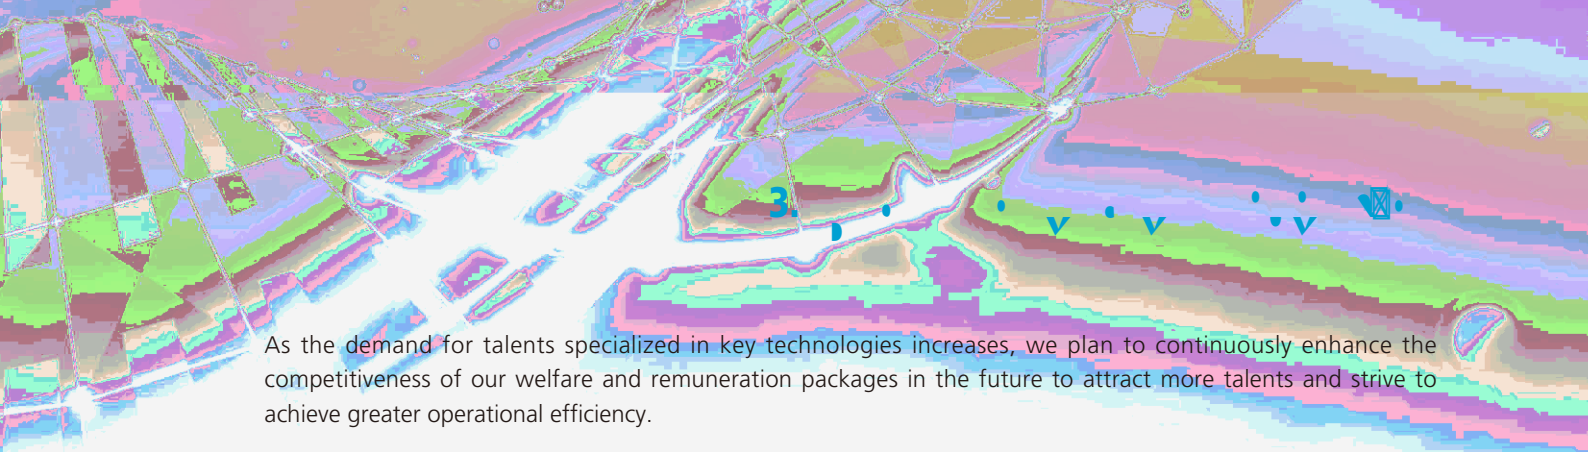 3.
As the demand for talents specialized in key technologies increases, we plan to continuously enhance the
competitiveness of our welfare and remuneration packages in the future to attract more talents and strive to
achieve greater operational efficiency.